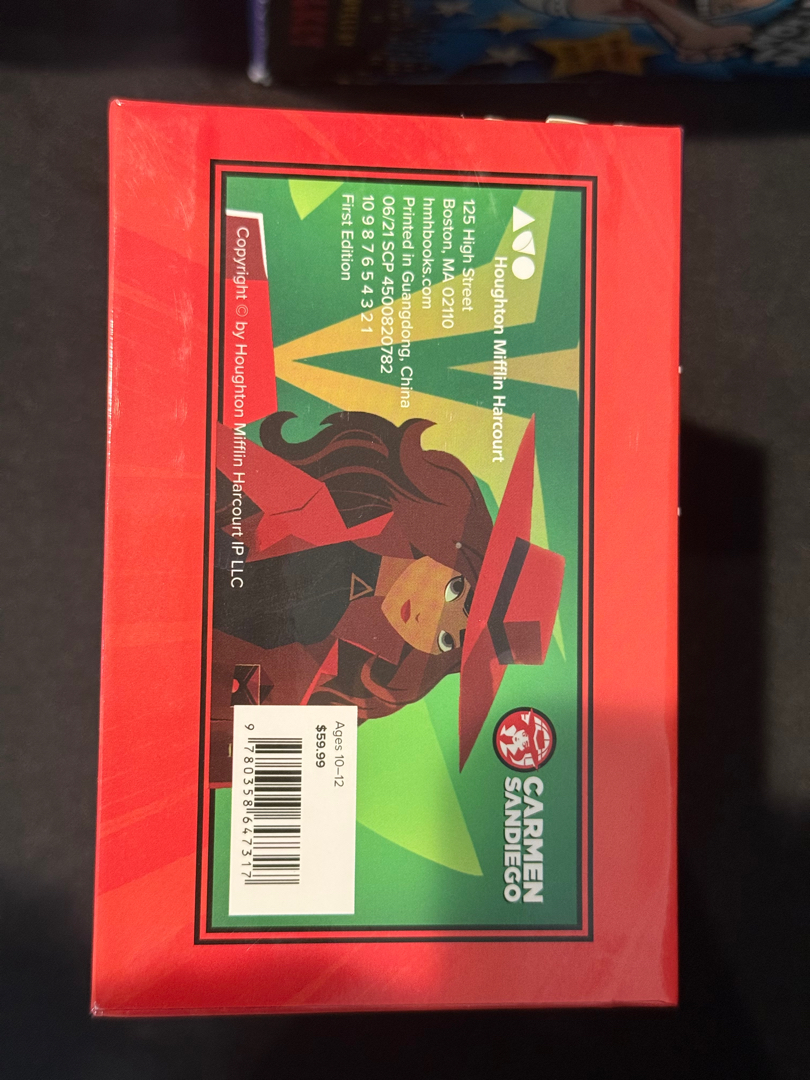 Houghton Mifflin Harcourt
125 High Street
Boston, MA 02110
hmhbooks.com
Printed in Guangdong, China
06/21 SCP 4500820782
10 9 8 7 6 5 4 3 2 1
First Edition
Copyright © by Houghton Mifflin Harcourt IP LLC
CARMEN
SANDIEGO
Ages 10–12
$59.99
9 780358 647317